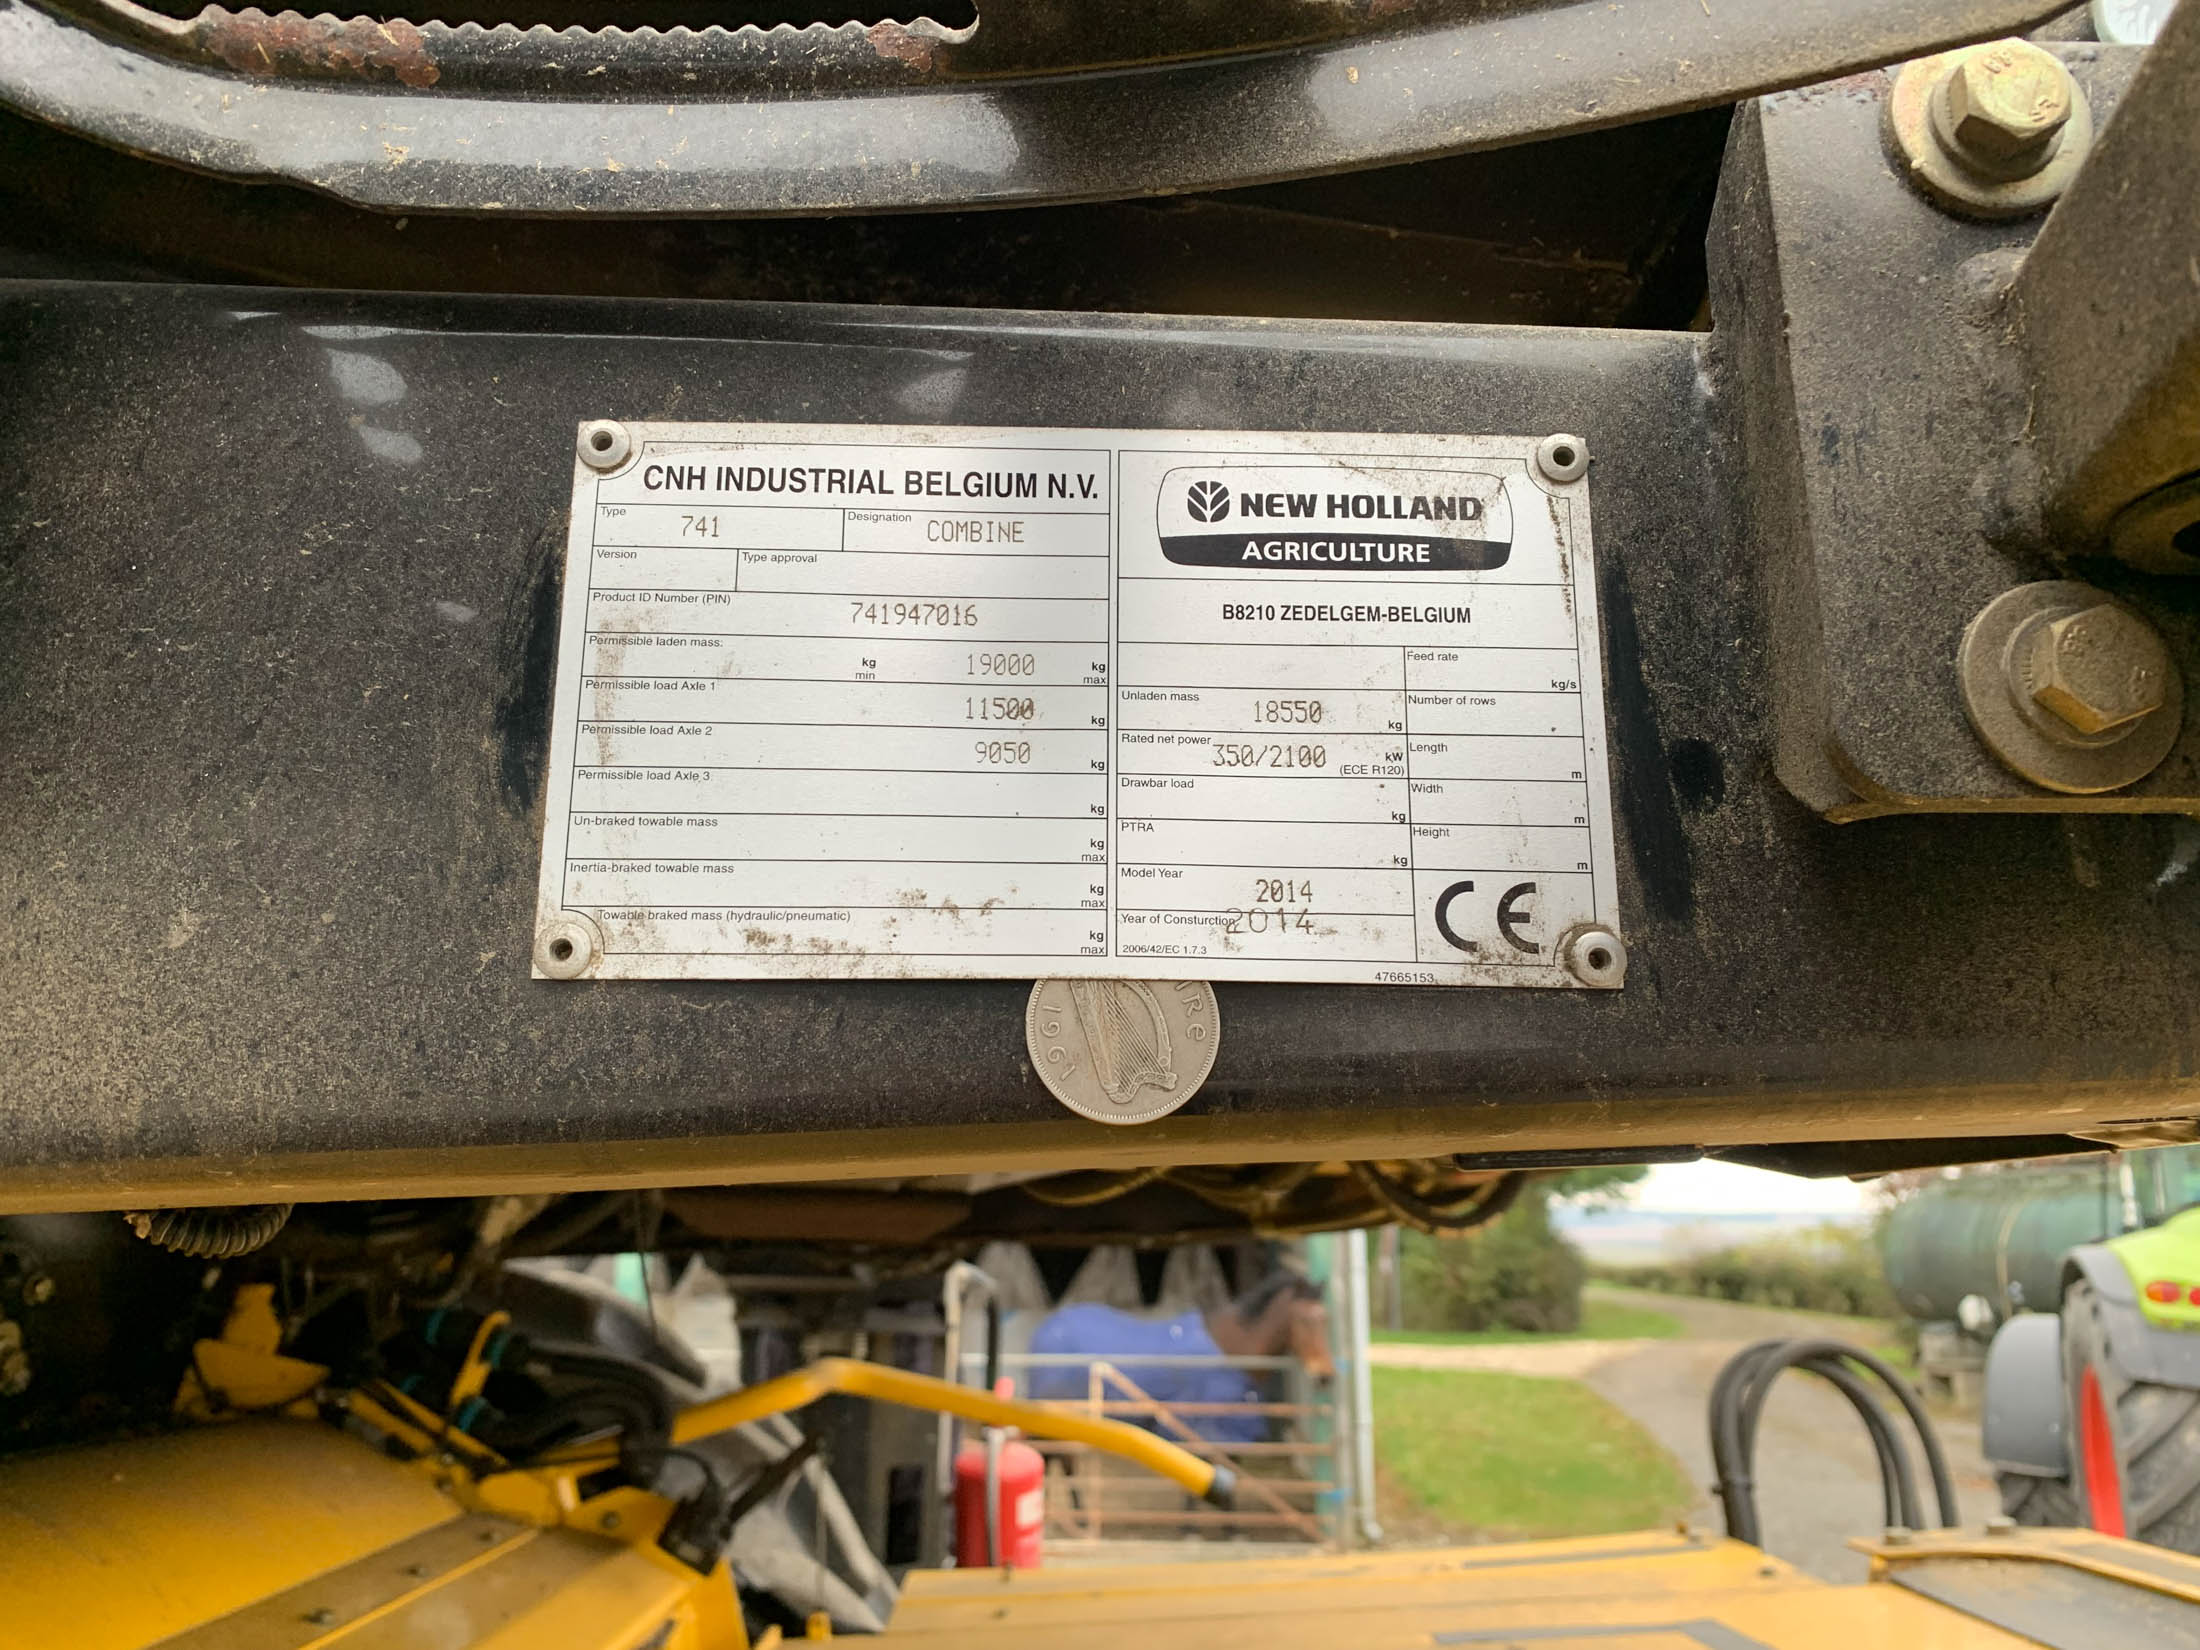 CNH INDUSTRIAL BELGIUM N.V.
Type 741 Designation COMBINE
Version Type approval
Product ID Number (PIN) 741947016
Permissible laden mass: kg min 19000 kg max
Permissible load Axle 1 11500 kg
Permissible load Axle 2 9050 kg
Permissible load Axle 3 kg
Un-braked towable mass kg max
Inertia-braked towable mass kg max
Towable braked mass (hydraulic/pneumatic) kg max
NEW HOLLAND
AGRICULTURE
B8210 ZEDELGEM-BELGIUM
Feed rate kg/s
Unladen mass 18550 kg
Number of rows
Rated net power 350/2100 kW (ECE R120)
Length m
Drawbar load kg
Width m
PTRA kg
Height m
Model Year 2014
Year of Consturction 2014
2006/42/EC 1.7.3
CE
47665153
1991